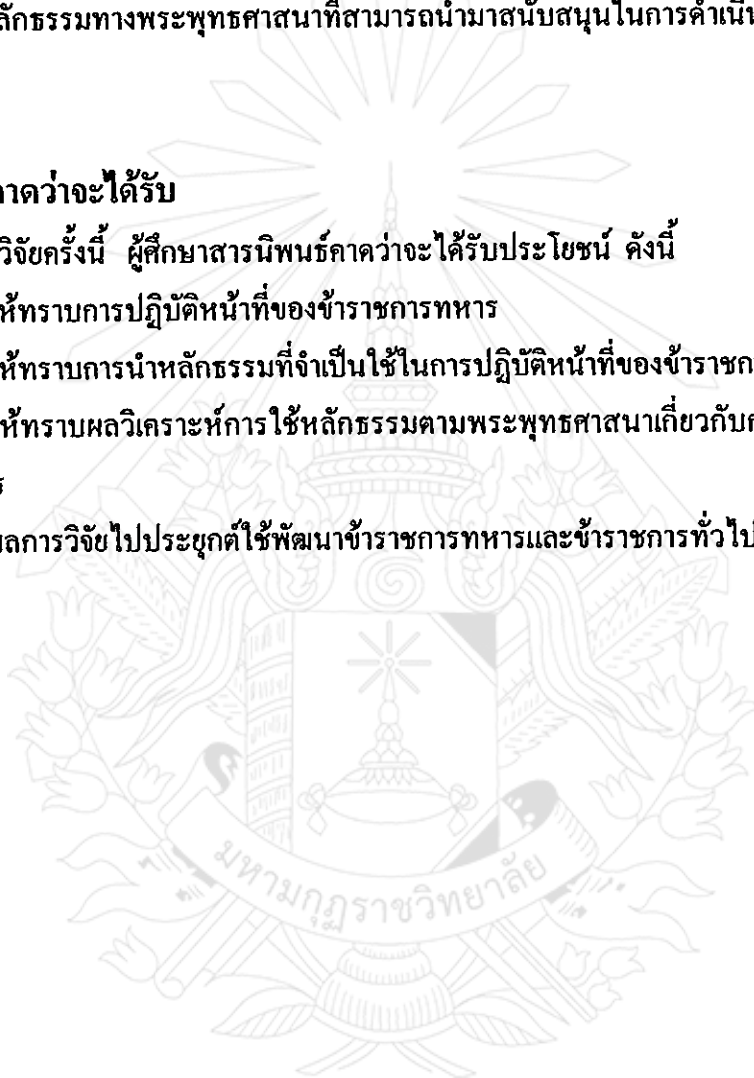 ลักธรรมทางพระพุทธศาสนาที่สามารถนำมาสนับสนุนในการดำเนิน
าดว่าจะได้รับ
วิจัยครั้งนี้ ผู้ศึกษาสารนิพนธ์คาดว่าจะได้รับประโยชน์ ดังนี้
ห้ทราบการปฏิบัติหน้าที่ของข้าราชการทหาร
ห้ทราบการนำหลักธรรมที่จำเป็นใช้ในการปฏิบัติหน้าที่ของข้าราชก
ห้ทราบผลวิเคราะห์การใช้หลักธรรมตามพระพุทธศาสนาเกี่ยวกับก
ร
ลการวิจัยไปประยุกต์ใช้พัฒนาข้าราชการทหารและข้าราชการทั่วไป
มหามกุฏราชวิทยาลัย